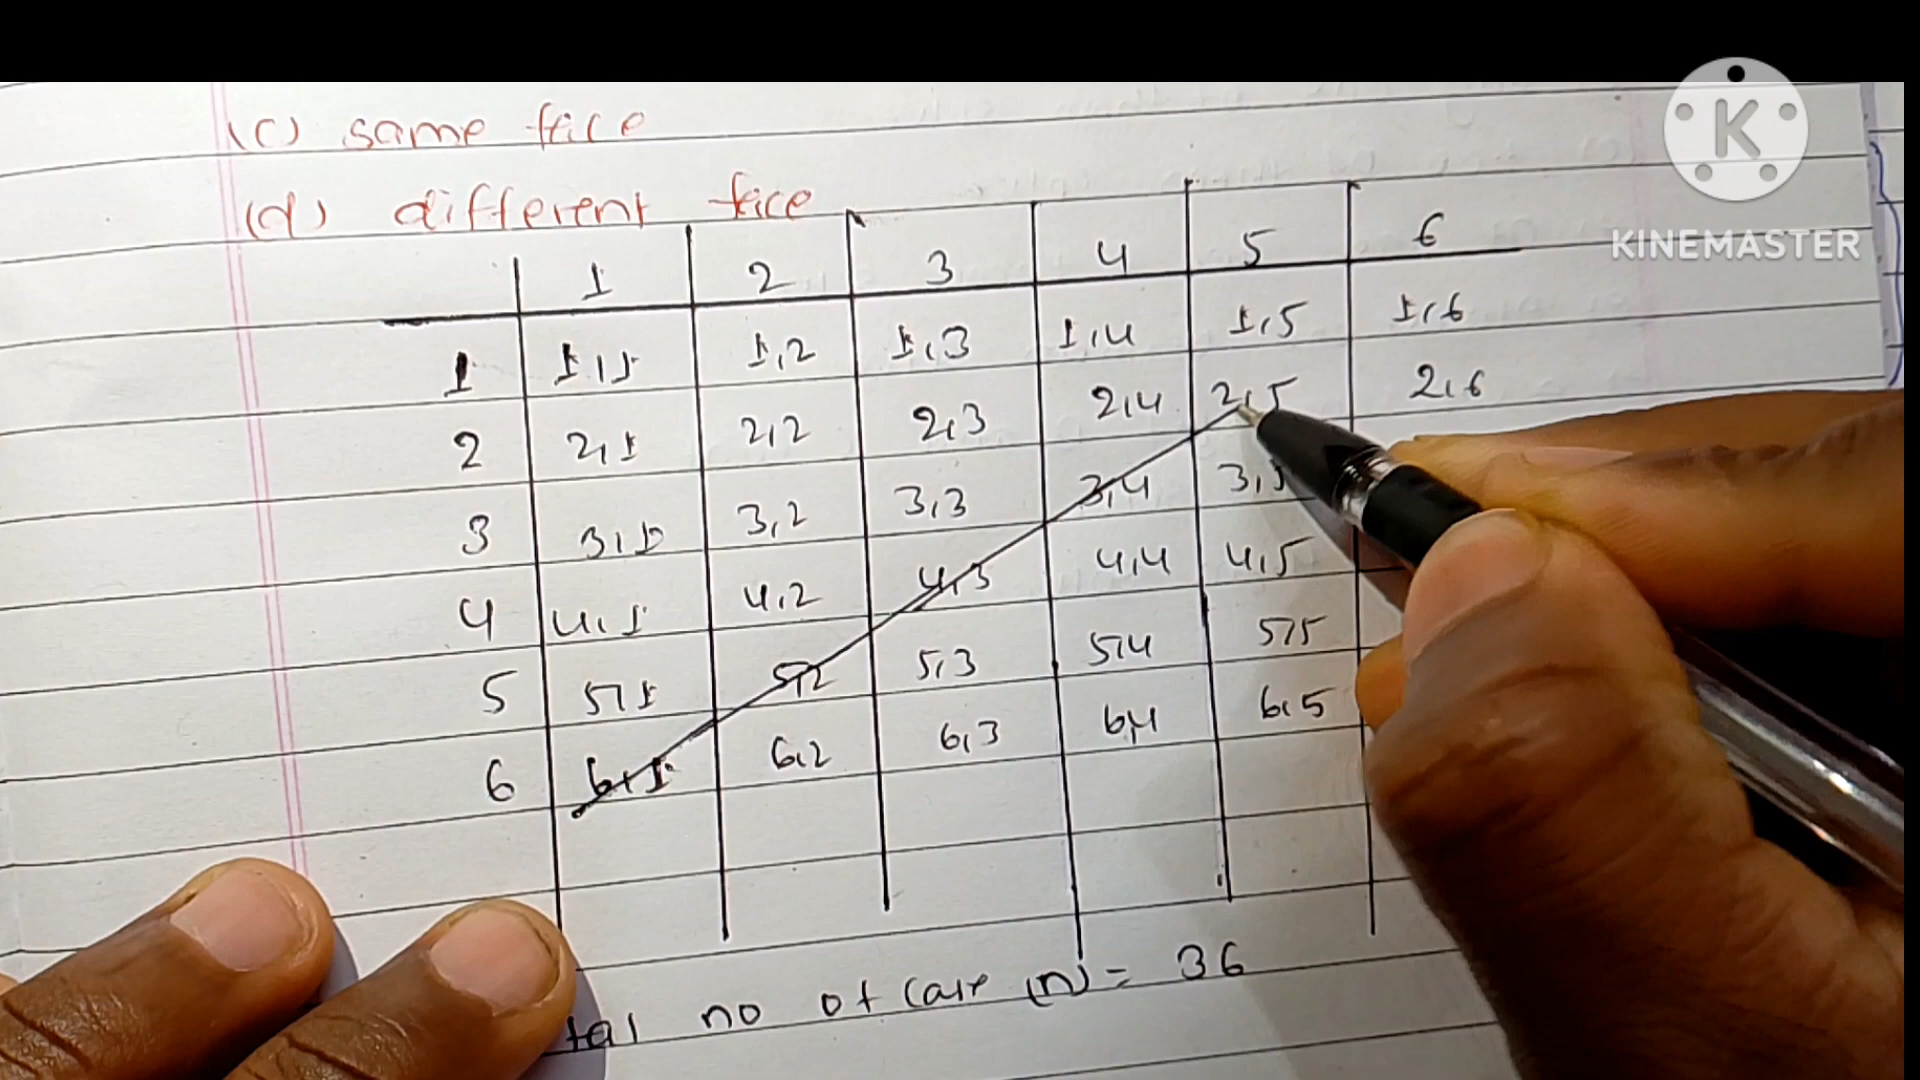 (c) same face
(d) different face
1 2 3 4 5 6
1 1,1 1,2 1,3 1,4 1,5 1,6
2 2,1 2,2 2,3 2,4 2,5 2,6
3 3,1 3,2 3,3 3,4 3,5
4 4,1 4,2 4,3 4,4 4,5
5 5,1 5,2 5,3 5,4 5,5
6 6,1 6,2 6,3 6,4 6,5
tal no of case (n) = 36
K
KINEMASTER